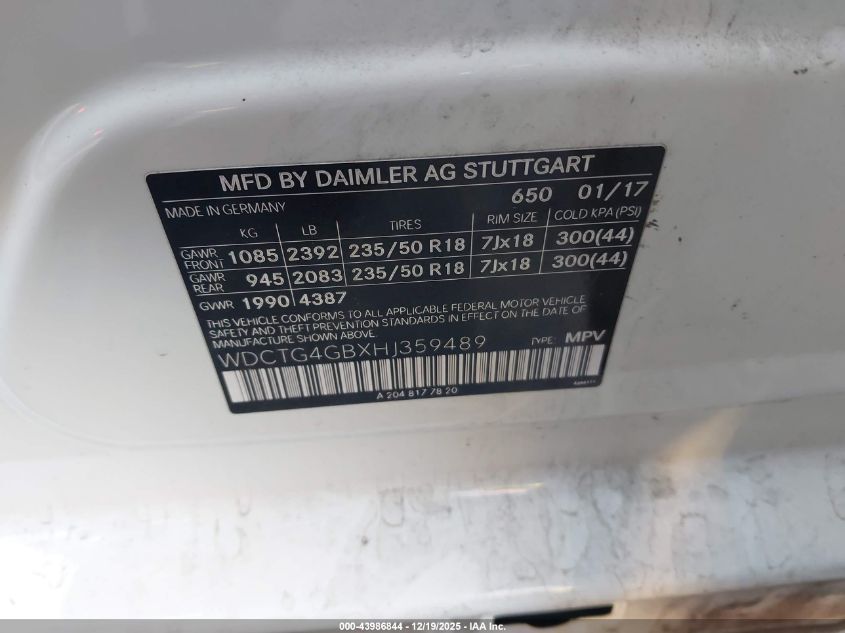 MFD BY DAIMLER AG STUTTGART
MADE IN GERMANY 650 01/17
KG LB TIRES RIM SIZE COLD KPA (PSI)
GAWR FRONT 1085 2392 235/50 R18 7Jx18 300(44)
GAWR REAR 945 2083 235/50 R18 7Jx18 300(44)
GVWR 1990 4387
THIS VEHICLE CONFORMS TO ALL APPLICABLE FEDERAL MOTOR VEHICLE
SAFETY AND THEFT PREVENTION STANDARDS IN EFFECT ON THE DATE OF
MANUFACTURE SHOWN ABOVE.
WDCTG4GBXHJ359489 TYPE: MPV
A 204 817 78 20
000-43986844 - 12/19/2025 - IAA Inc.